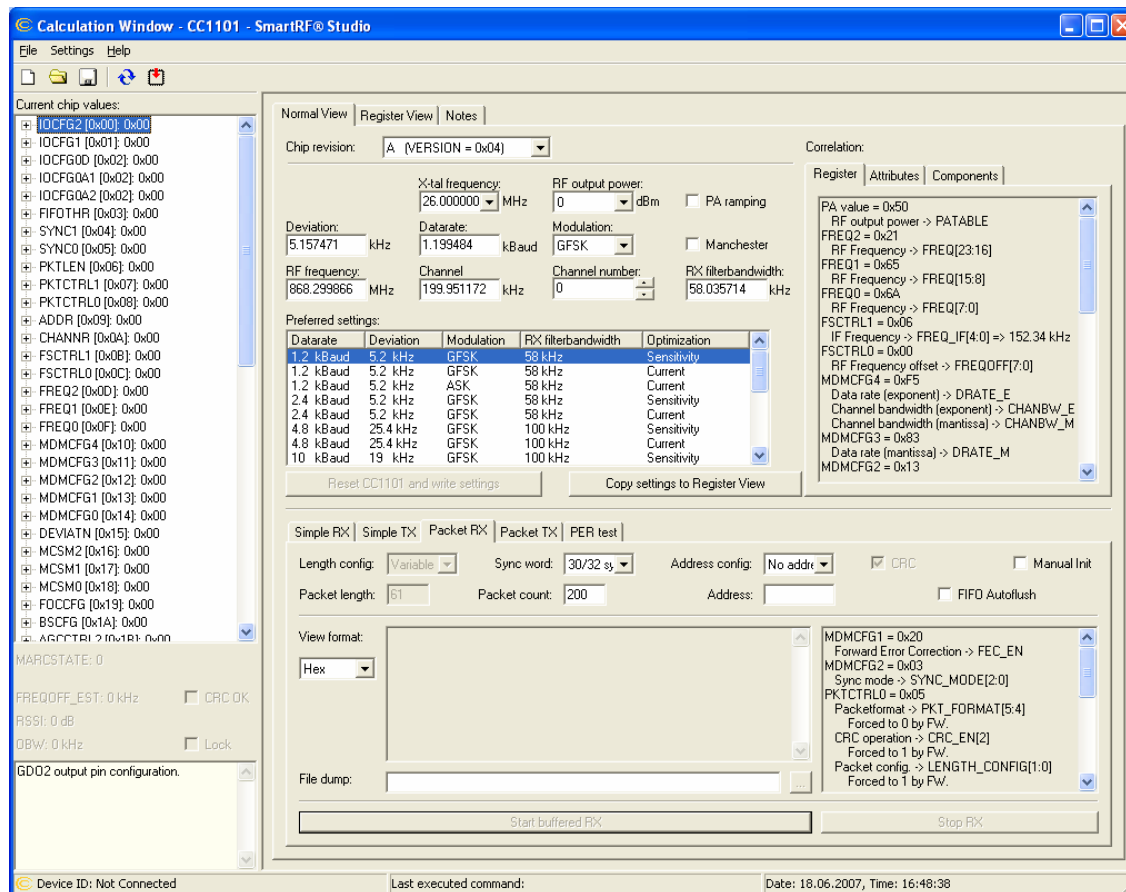 Calculation Window - CC1101 - SmartRF® Studio
File Settings Help
Current chip values:
IOCFG2 [0x00]: 0x00
IOCFG1 [0x01]: 0x00
IOCFG0D [0x02]: 0x00
IOCFG0A1 [0x02]: 0x00
IOCFG0A2 [0x02]: 0x00
FIFOTHR [0x03]: 0x00
SYNC1 [0x04]: 0x00
SYNC0 [0x05]: 0x00
PKTLEN [0x06]: 0x00
PKTCTRL1 [0x07]: 0x00
PKTCTRL0 [0x08]: 0x00
ADDR [0x09]: 0x00
CHANNR [0x0A]: 0x00
FSCTRL1 [0x0B]: 0x00
FSCTRL0 [0x0C]: 0x00
FREQ2 [0x0D]: 0x00
FREQ1 [0x0E]: 0x00
FREQ0 [0x0F]: 0x00
MDMCFG4 [0x10]: 0x00
MDMCFG3 [0x11]: 0x00
MDMCFG2 [0x12]: 0x00
MDMCFG1 [0x13]: 0x00
MDMCFG0 [0x14]: 0x00
DEVIATN [0x15]: 0x00
MCSM2 [0x16]: 0x00
MCSM1 [0x17]: 0x00
MCSM0 [0x18]: 0x00
FOCCFG [0x19]: 0x00
BSCFG [0x1A]: 0x00
AGCCTRL2 [0x1B]: 0x00
MARCSTATE: 0
FREQOFF_EST: 0 kHz CRC OK
RSSI: 0 dB
OBW: 0 kHz Lock
GDO2 output pin configuration.
Normal View Register View Notes
Chip revision: A (VERSION = 0x04)
X-tal frequency: RF output power:
26.000000 MHz 0 dBm PA ramping
Deviation: Datarate: Modulation:
5.157471 kHz 1.199484 kBaud GFSK Manchester
RF frequency: Channel Channel number: RX filterbandwidth:
868.299866 MHz 199.951172 kHz 0 58.035714 kHz
Preferred settings:
Datarate Deviation Modulation RX filterbandwidth Optimization
1.2 kBaud 5.2 kHz GFSK 58 kHz Sensitivity
1.2 kBaud 5.2 kHz GFSK 58 kHz Current
1.2 kBaud 5.2 kHz ASK 58 kHz Current
2.4 kBaud 5.2 kHz GFSK 58 kHz Sensitivity
2.4 kBaud 5.2 kHz GFSK 58 kHz Current
4.8 kBaud 25.4 kHz GFSK 100 kHz Sensitivity
4.8 kBaud 25.4 kHz GFSK 100 kHz Current
10 kBaud 19 kHz GFSK 100 kHz Sensitivity
Reset CC1101 and write settings Copy settings to Register View
Correlation:
Register Attributes Components
PA value = 0x50
RF output power -> PATABLE
FREQ2 = 0x21
RF Frequency -> FREQ[23:16]
FREQ1 = 0x65
RF Frequency -> FREQ[15:8]
FREQ0 = 0x6A
RF Frequency -> FREQ[7:0]
FSCTRL1 = 0x06
IF Frequency -> FREQ_IF[4:0] => 152.34 kHz
FSCTRL0 = 0x00
RF Frequency offset -> FREQOFF[7:0]
MDMCFG4 = 0xF5
Data rate (exponent) -> DRATE_E
Channel bandwidth (exponent) -> CHANBW_E
Channel bandwidth (mantissa) -> CHANBW_M
MDMCFG3 = 0x83
Data rate (mantissa) -> DRATE_M
MDMCFG2 = 0x13
Simple RX Simple TX Packet RX Packet TX PER test
Length config: Variable Sync word: 30/32 sy Address config: No addre CRC Manual Init
Packet length: 61 Packet count: 200 Address: FIFO Autoflush
View format:
Hex
File dump: ...
MDMCFG1 = 0x20
Forward Error Correction -> FEC_EN
MDMCFG2 = 0x03
Sync mode -> SYNC_MODE[2:0]
PKTCTRL0 = 0x05
Packetformat -> PKT_FORMAT[5:4]
Forced to 0 by FW.
CRC operation -> CRC_EN[2]
Forced to 1 by FW.
Packet config. -> LENGTH_CONFIG[1:0]
Forced to 1 by FW.
Start buffered RX Stop RX
Device ID: Not Connected Last executed command: Date: 18.06.2007, Time: 16:48:38